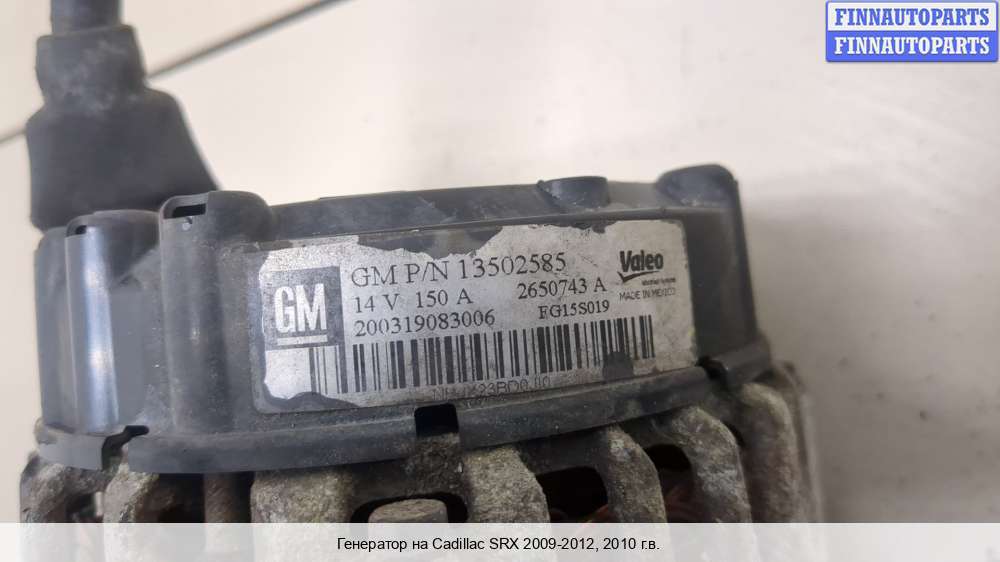 FINNAUTOPARTS
FINNAUTOPARTS
GM P/N 13502585
Valeo
GM
14 V 150 A
2650743 A
MADE IN MEXICO
200319083006
FG15S019
Генератор на Cadillac SRX 2009-2012, 2010 г.в.